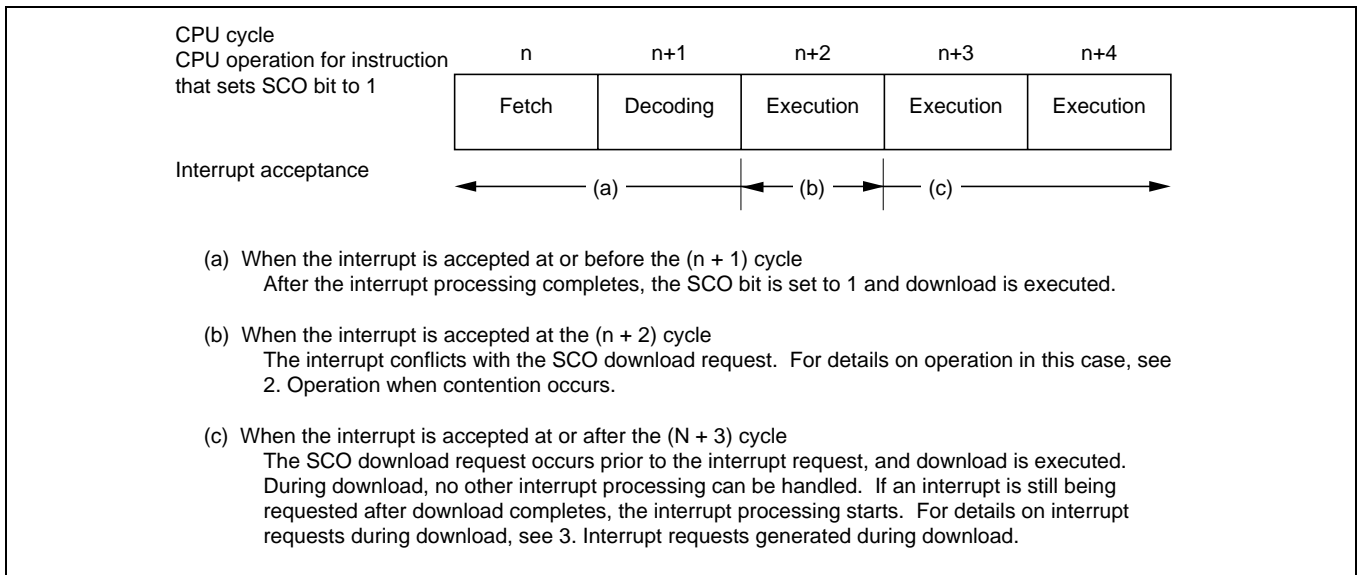 CPU cycle
CPU operation for instruction
that sets SCO bit to 1
n n+1 n+2 n+3 n+4
Fetch Decoding Execution Execution Execution
Interrupt acceptance
(a) (b) (c)
(a) When the interrupt is accepted at or before the (n + 1) cycle
After the interrupt processing completes, the SCO bit is set to 1 and download is executed.
(b) When the interrupt is accepted at the (n + 2) cycle
The interrupt conflicts with the SCO download request. For details on operation in this case, see
2. Operation when contention occurs.
(c) When the interrupt is accepted at or after the (N + 3) cycle
The SCO download request occurs prior to the interrupt request, and download is executed.
During download, no other interrupt processing can be handled. If an interrupt is still being
requested after download completes, the interrupt processing starts. For details on interrupt
requests during download, see 3. Interrupt requests generated during download.